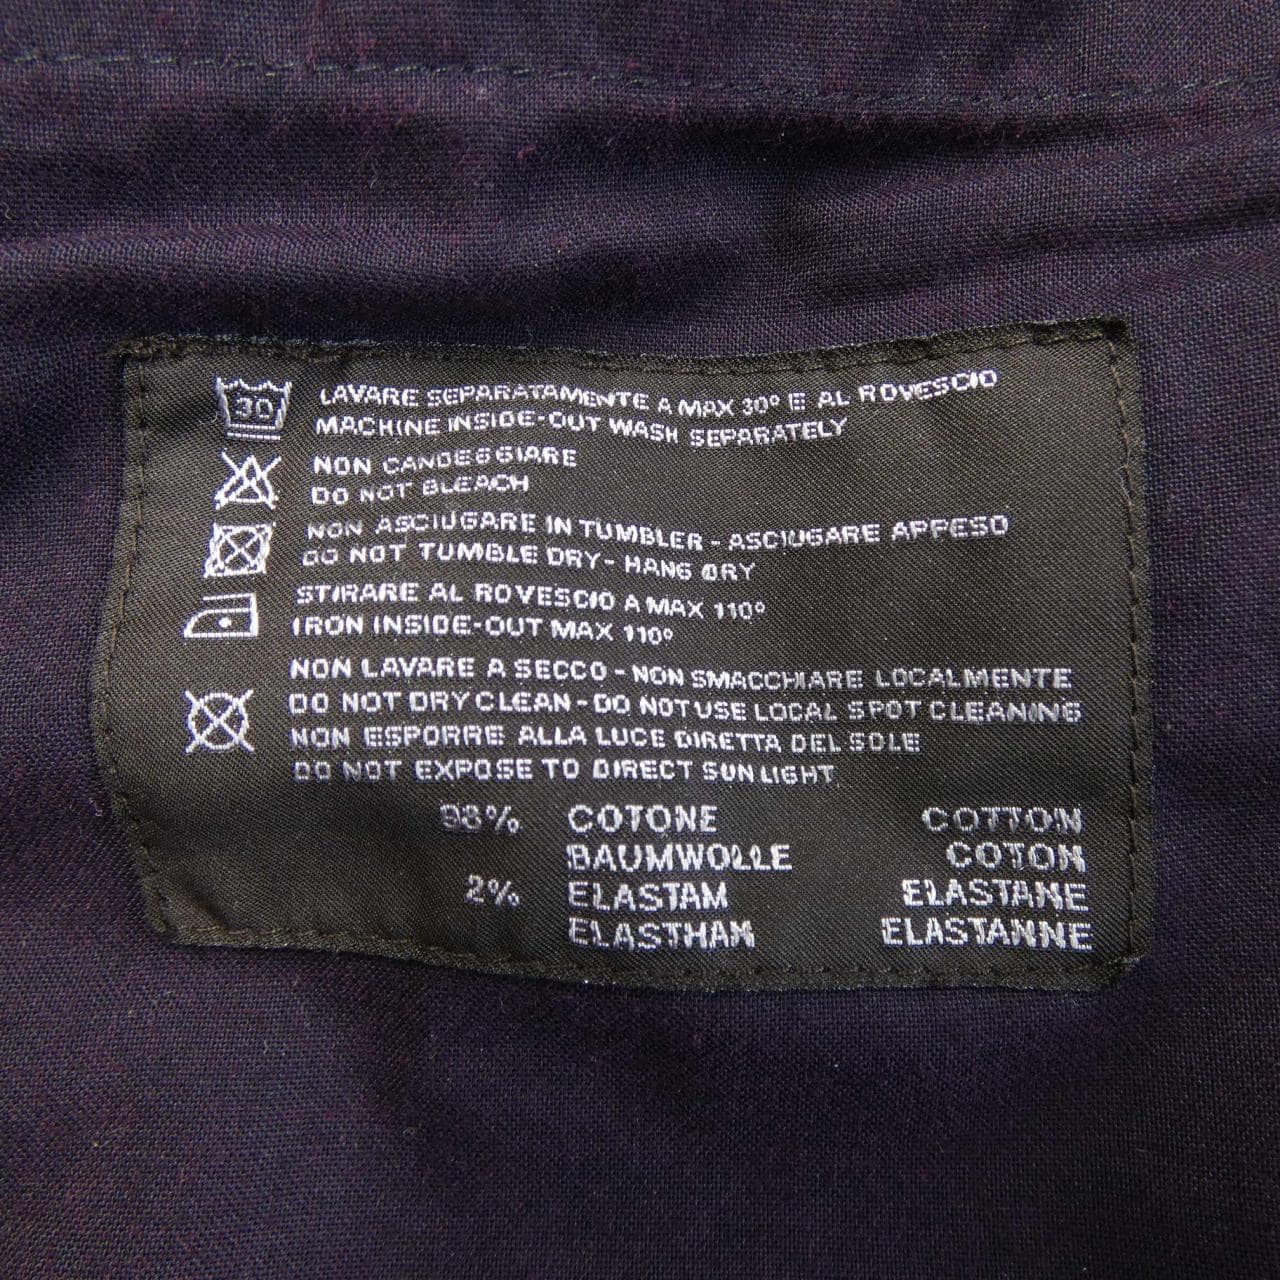 30
LAVARE SEPARATAMENTE A MAX 30° E AL ROVESCIO
MACHINE INSIDE-OUT WASH SEPARATELY
NON CANDEGGIARE
DO NOT BLEACH
NON ASCIUGARE IN TUMBLER - ASCIUGARE APPESO
DO NOT TUMBLE DRY - HANG DRY
STIRARE AL ROVESCIO A MAX 110°
IRON INSIDE-OUT MAX 110°
NON LAVARE A SECCO - NON SMACCHIARE LOCALMENTE
DO NOT DRY CLEAN - DO NOT USE LOCAL SPOT CLEANING
NON ESPORRE ALLA LUCE DIRETTA DEL SOLE
DO NOT EXPOSE TO DIRECT SUNLIGHT
98% COTONE COTTON
BAUMWOLLE COTON
2% ELASTAM ELASTANE
ELASTHAN ELASTANNE